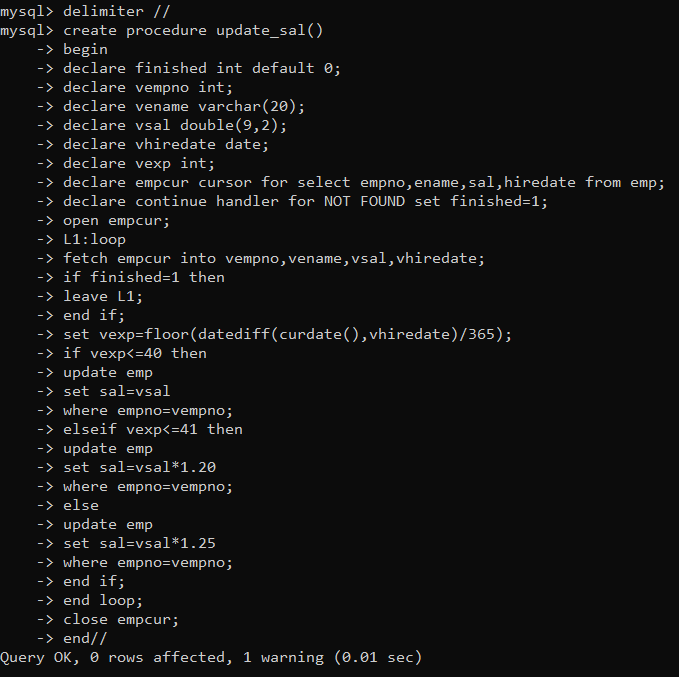 mysql> delimiter //
mysql> create procedure update_sal()
    -> begin
    -> declare finished int default 0;
    -> declare vempno int;
    -> declare vename varchar(20);
    -> declare vsal double(9,2);
    -> declare vhiredate date;
    -> declare vexp int;
    -> declare empcur cursor for select empno,ename,sal,hiredate from emp;
    -> declare continue handler for NOT FOUND set finished=1;
    -> open empcur;
    -> L1:loop
    -> fetch empcur into vempno,vename,vsal,vhiredate;
    -> if finished=1 then
    -> leave L1;
    -> end if;
    -> set vexp=floor(datediff(curdate(),vhiredate)/365);
    -> if vexp<=40 then
    -> update emp
    -> set sal=vsal
    -> where empno=vempno;
    -> elseif vexp<=41 then
    -> update emp
    -> set sal=vsal*1.20
    -> where empno=vempno;
    -> else
    -> update emp
    -> set sal=vsal*1.25
    -> where empno=vempno;
    -> end if;
    -> end loop;
    -> close empcur;
    -> end//
Query OK, 0 rows affected, 1 warning (0.01 sec)